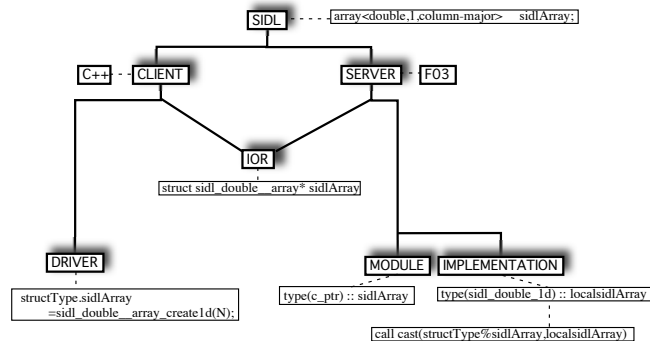 SIDL
array<double,1,column-major> sidlArray;
C++
CLIENT
SERVER
F03
IOR
struct sidl_double__array* sidlArray
DRIVER
MODULE
IMPLEMENTATION
structType.sidlArray
=sidl_double__array_create1d(N);
type(c_ptr) :: sidlArray
type(sidl_double_1d) :: localsidlArray
call cast(structType%sidlArray,localsidlArray)